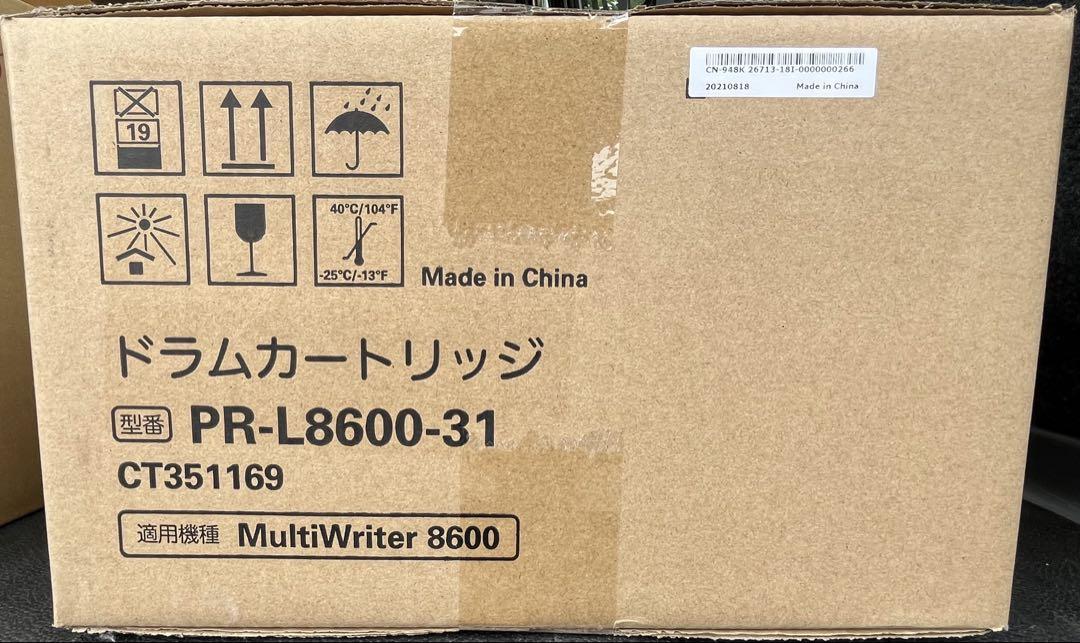 CN-948K 26713-18I-0000000266
20210818 Made in China
19
40°C/104°F
-25°C/-13°F
Made in China
ドラムカートリッジ
型番 PR-L8600-31
CT351169
適用機種 MultiWriter 8600